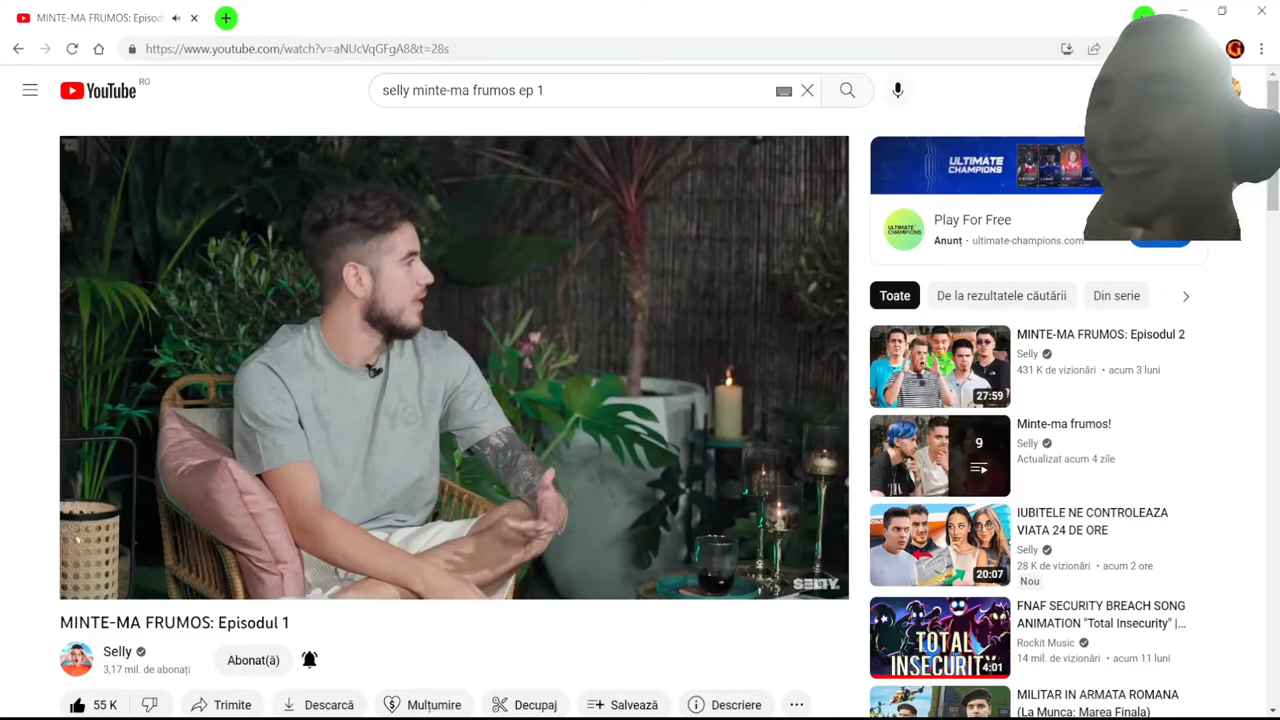 MINTE-MA FRUMOS: Episod
https://www.youtube.com/watch?v=aNUcVqGFgA8&t=28s
G
YouTube RO
selly minte-ma frumos ep 1
ULTIMATE
CHAMPIONS
ULTIMATE
CHAMPIONS
Play For Free
Anunț · ultimate-champions.com
Toate
De la rezultatele căutării
Din serie
MINTE-MA FRUMOS: Episodul 2
Selly
431 K de vizionări • acum 3 luni
27:59
Minte-ma frumos!
Selly
Actualizat acum 4 zile
9
IUBITELE NE CONTROLEAZA
VIATA 24 DE ORE
Selly
28 K de vizionări • acum 2 ore
Nou
20:07
FNAF SECURITY BREACH SONG
ANIMATION "Total Insecurity" |...
Rockit Music
14 mil. de vizionări • acum 11 luni
TOTAL
INSECURITY
4:01
MILITAR IN ARMATA ROMANA
(La Munca: Marea Finala)
SELLY
MINTE-MA FRUMOS: Episodul 1
Selly
3,17 mil. de abonați
Abonat(ă)
55 K
Trimite
Descarcă
Mulțumire
Decupaj
Salvează
Descriere